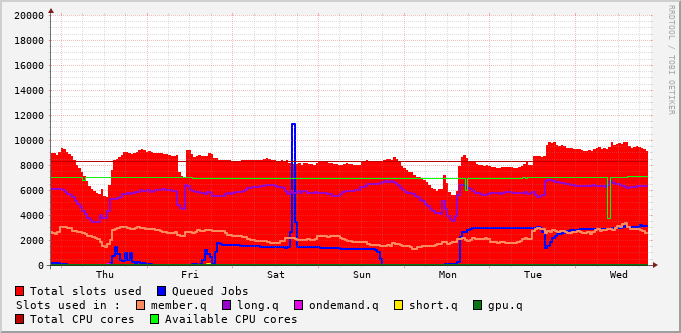 RRDTOOL / TOBI OETIKER
20000
18000
16000
14000
12000
10000
8000
6000
4000
2000
0
Thu Fri Sat Sun Mon Tue Wed
Total slots used Queued Jobs
Slots used in : member.q long.q ondemand.q short.q gpu.q
Total CPU cores Available CPU cores